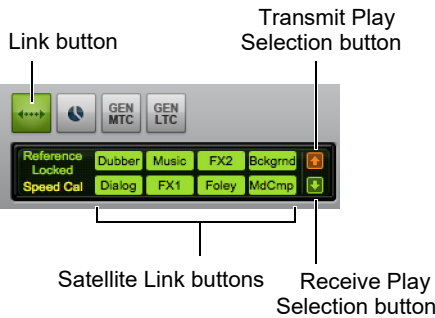 Transmit Play
Selection button
Link button
GEN
MTC
GEN
LTC
Reference
Locked
Speed Cal
Dubber Music FX2 Bckgrnd
Dialog FX1 Foley MdCmp
Satellite Link buttons
Receive Play
Selection button